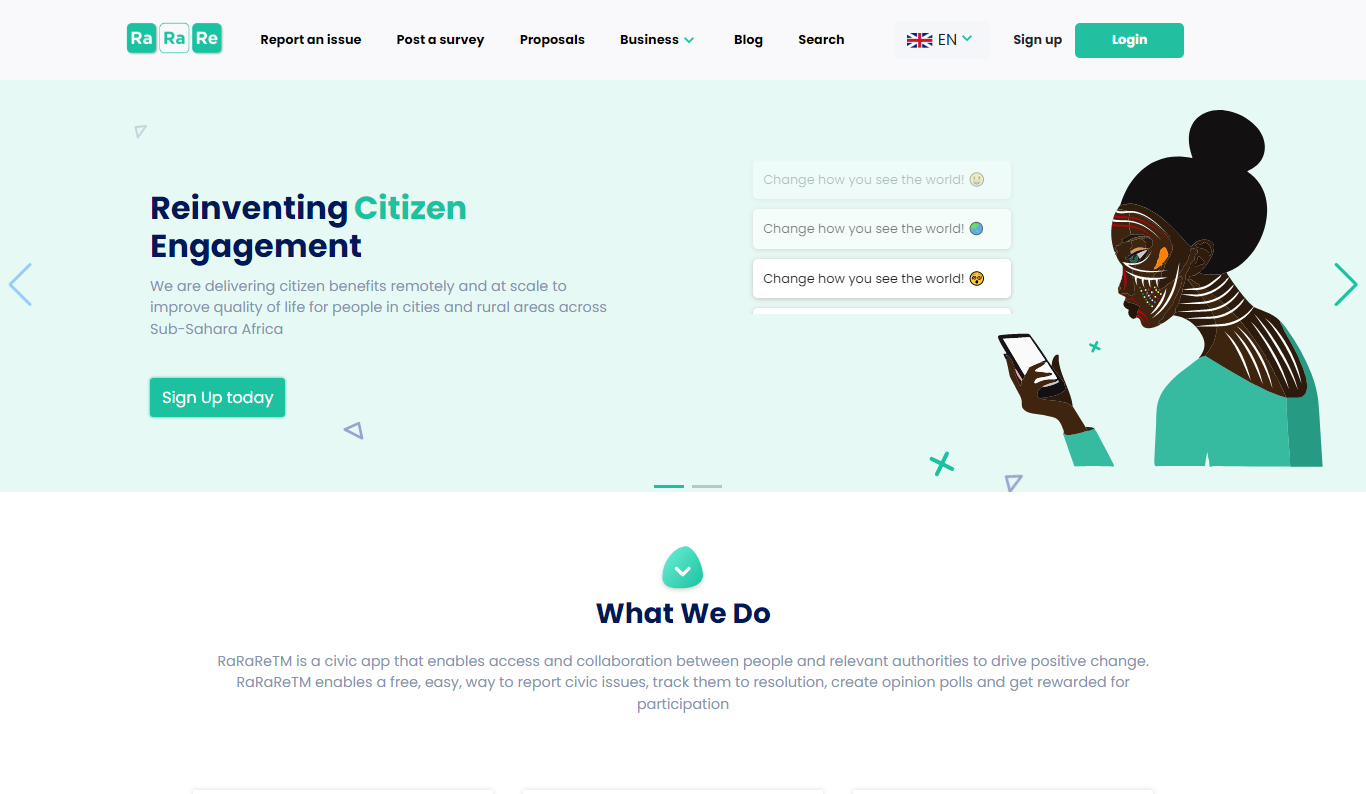 Ra Ra Re
Report an issue
Post a survey
Proposals
Business
Blog
Search
EN
Sign up
Login
Reinventing Citizen
Engagement
We are delivering citizen benefits remotely and at scale to
improve quality of life for people in cities and rural areas across
Sub-Sahara Africa
Sign Up today
Change how you see the world! 😀
Change how you see the world! 🌍
Change how you see the world! 😲
What We Do
RaRaReTM is a civic app that enables access and collaboration between people and relevant authorities to drive positive change.
RaRaReTM enables a free, easy, way to report civic issues, track them to resolution, create opinion polls and get rewarded for
participation